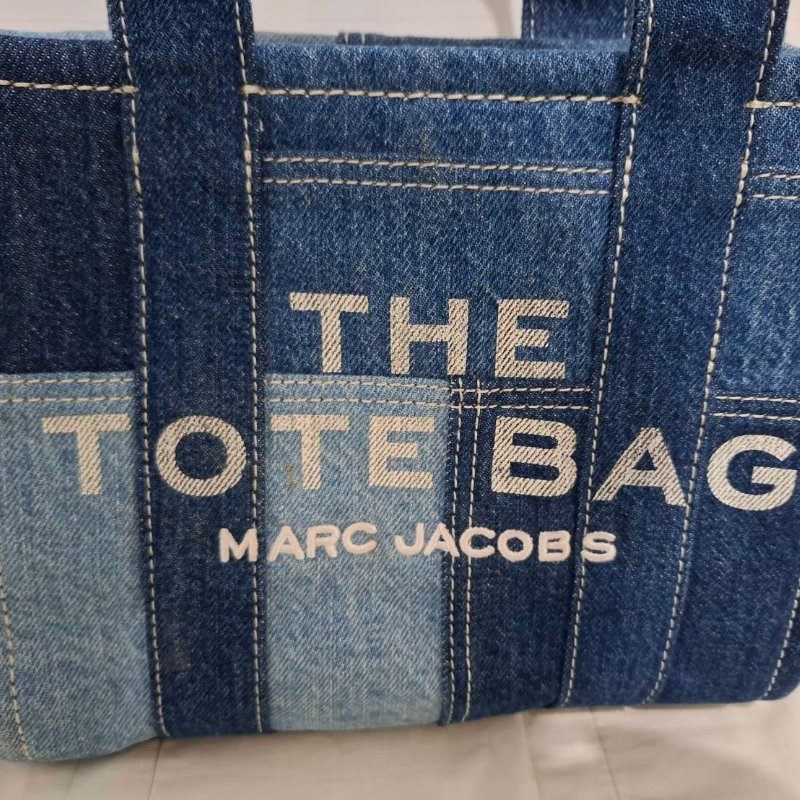 THE
TOTE BAG
MARC JACOBS